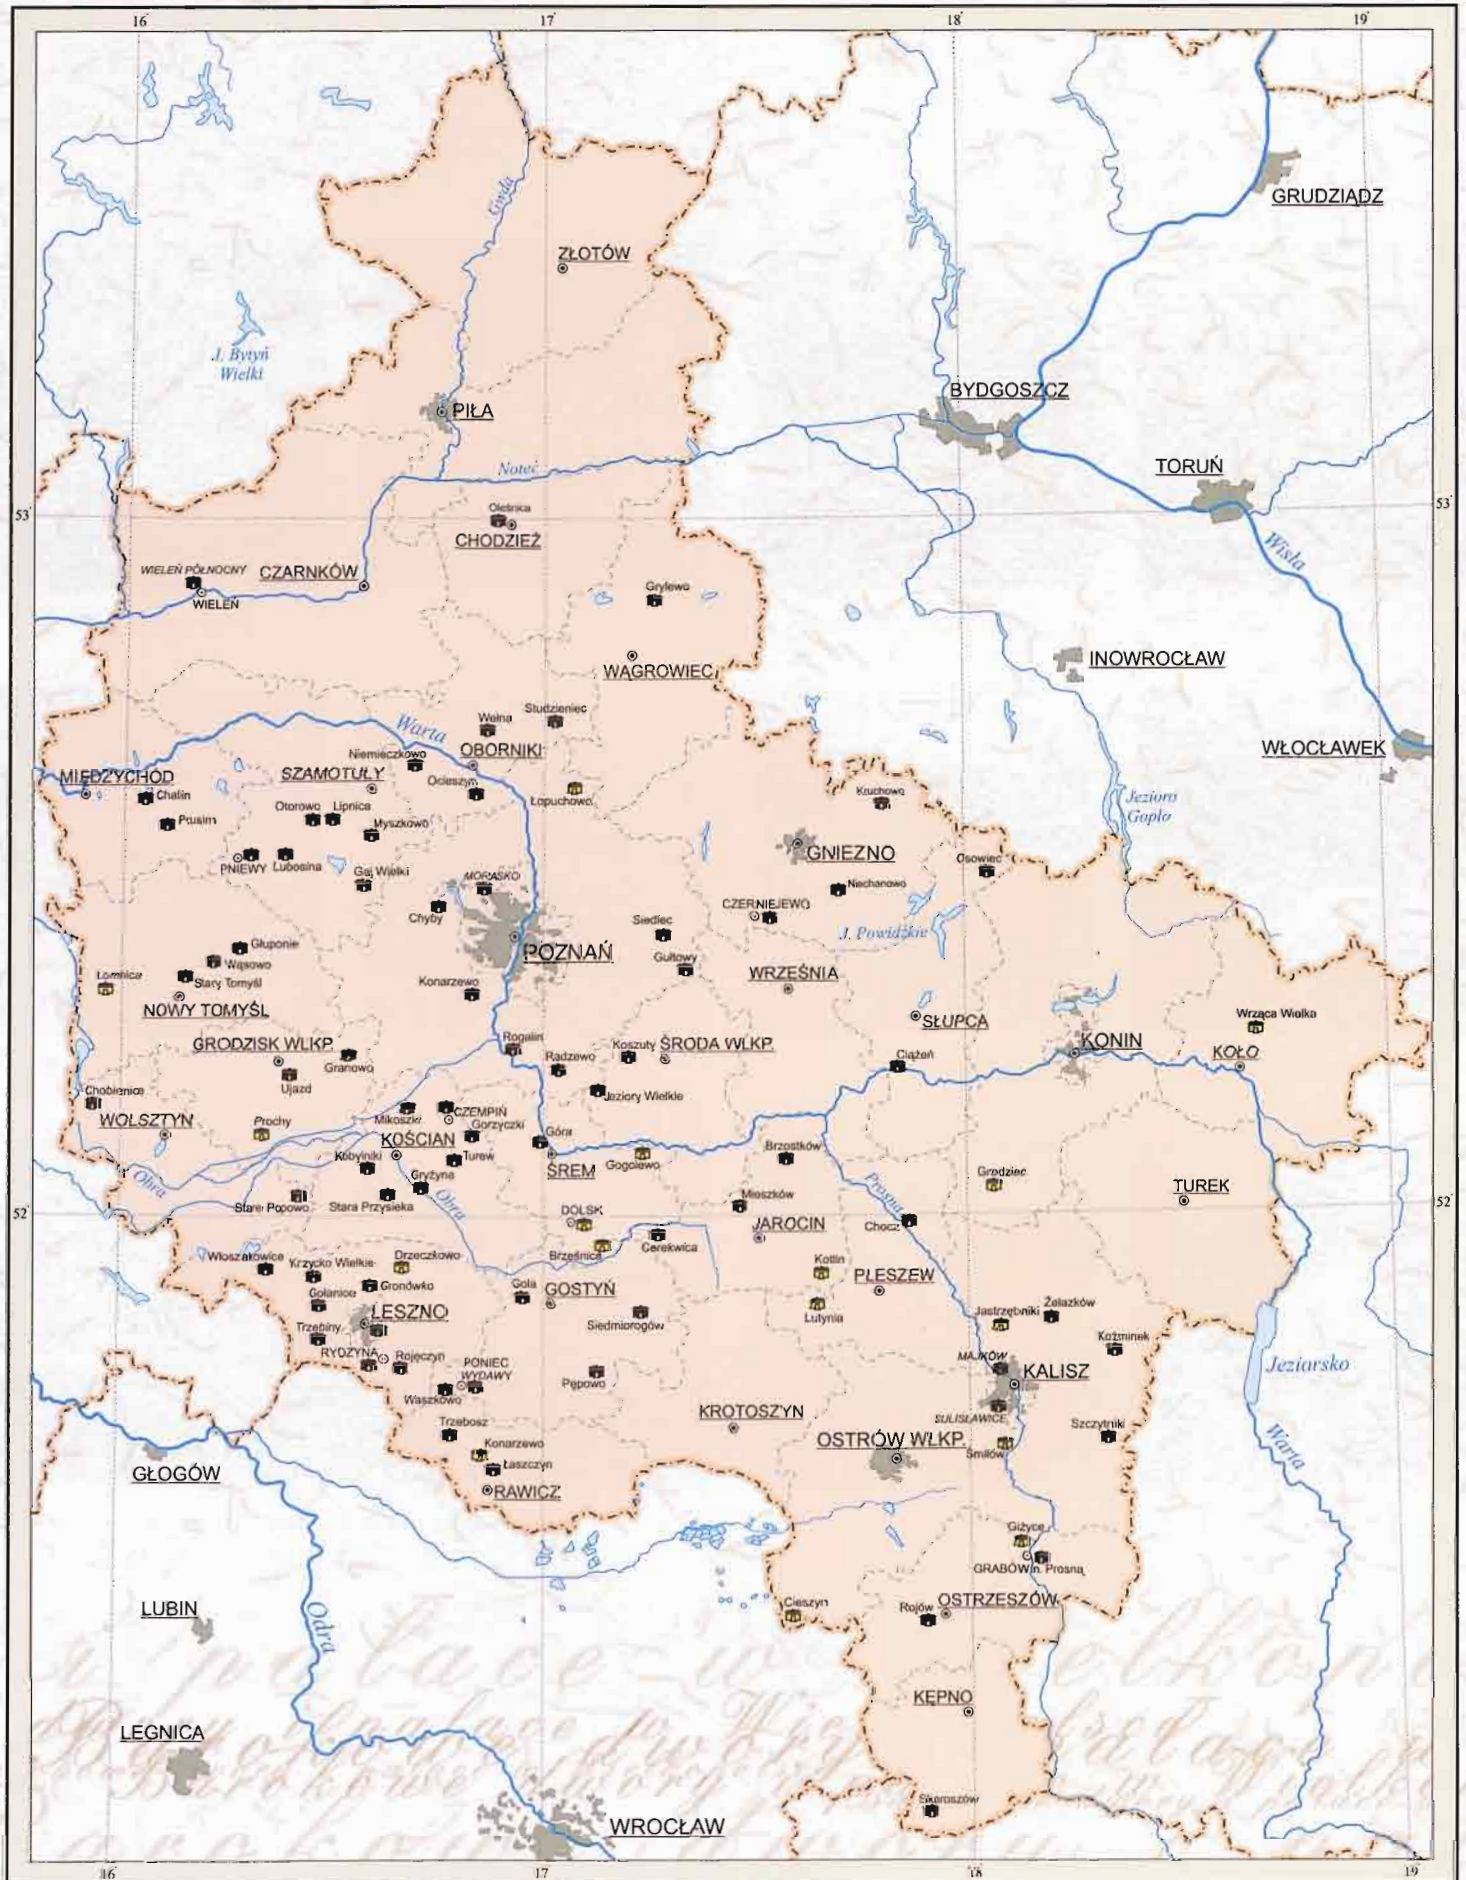 16°
17°
18°
19°
GRUDZIĄDZ
Gwda
ZŁOTÓW
J. Bytyń
Wielki
PIŁA
BYDGOSZCZ
Noteć
TORUŃ
53°
53°
Oleśnica
CHODZIEŻ
Wisła
WIELEŃ PÓŁNOCNY
CZARNKÓW
WIELEŃ
Grylewo
INOWROCŁAW
WĄGROWIEC
Studzieniec
Wełna
Warta
OBORNIKI
WŁOCŁAWEK
Niemieczkowo
MIĘDZYCHÓD
SZAMOTUŁY
Ocieszyn
Chalin
Łopuchowo
Kruchowo
Jezioro
Gopło
Otorowo
Lipnica
Prusim
Myszkowo
GNIEZNO
Osowiec
PNIEWY
Lubosina
Gaj Wielki
MORASKO
Niechanowo
CZERNIEJEWO
Chyby
Siedlec
J. Powidzkie
Głuponie
POZNAŃ
Gułtowy
Wąsowo
WRZEŚNIA
Łomnica
Stary Tomyśl
Konarzewo
NOWY TOMYŚL
SŁUPCA
Wrząca Wielka
GRODZISK WLKP.
Rogalin
Koszuty
ŚRODA WLKP.
KONIN
KOŁO
Granowo
Radzewo
Ciążeń
Ujazd
Chobienice
Jeziory Wielkie
WOLSZTYN
Prochy
Mikoszki
CZEMPIŃ
Gorzyczki
Góra
KOŚCIAN
Brzostków
Kobylniki
Turew
ŚREM
Gogolewo
Gryżyna
Grodziec
TUREK
Obra
Prosna
Stare Popowo
Stara Przysieka
Obra
Mieszków
52°
52°
DOLSK
JAROCIN
Chocz
Brześnica
Cerekwica
Włoszakowice
Krzycko Wielkie
Drzeczkowo
Kotlin
PLESZEW
Gronówko
Gola
GOSTYŃ
Gołanice
LESZNO
Lutynia
Jastrzębniki
Żelazków
Siedmiorogów
Trzebiny
Koźminek
RYDZYNA
Rojęczyn
PONIEC
WYDAWY
MAJKÓW
Jeziorsko
Pępowo
KALISZ
Waszkowo
KROTOSZYN
SULISŁAWICE
Szczytniki
Trzebosz
OSTRÓW WLKP.
Konarzewo
Śmiłów
Warta
Łaszczyn
GŁOGÓW
RAWICZ
Giżyce
GRABÓW n. Prosną
LUBIN
Odra
Cieszyn
Rojów
OSTRZESZÓW
KĘPNO
LEGNICA
Skoroszów
WROCŁAW
16
17
18
19